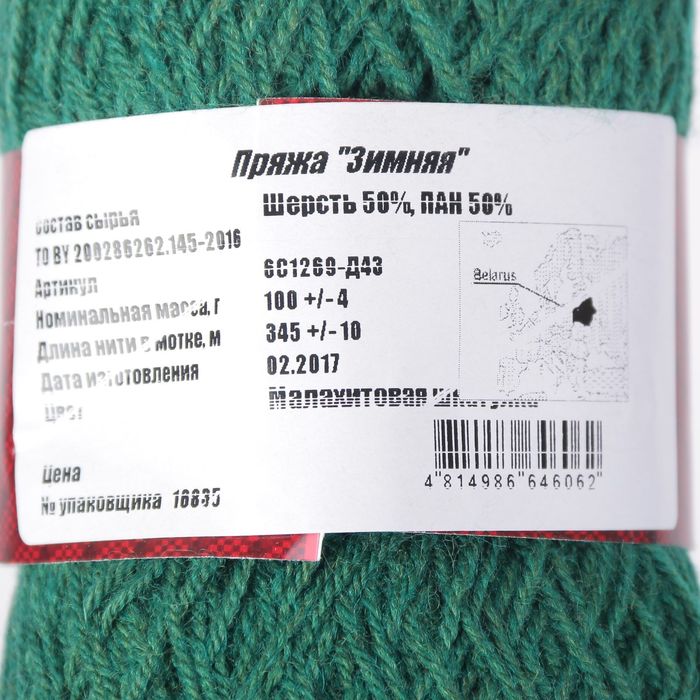 Пряжа "Зимняя"
Состав сырья Шерсть 50%, ПАН 50%
ТО BY 200286262.145-2016
Артикул 6С1269-Д43
Номинальная масса, г 100 +/-4
Длина нити в мотке, м 345 +/-10
Дата изготовления 02.2017
Цвет Малахитовая шкатулка
Belarus
Цена
№ упаковщика 16835
4 814986 646062